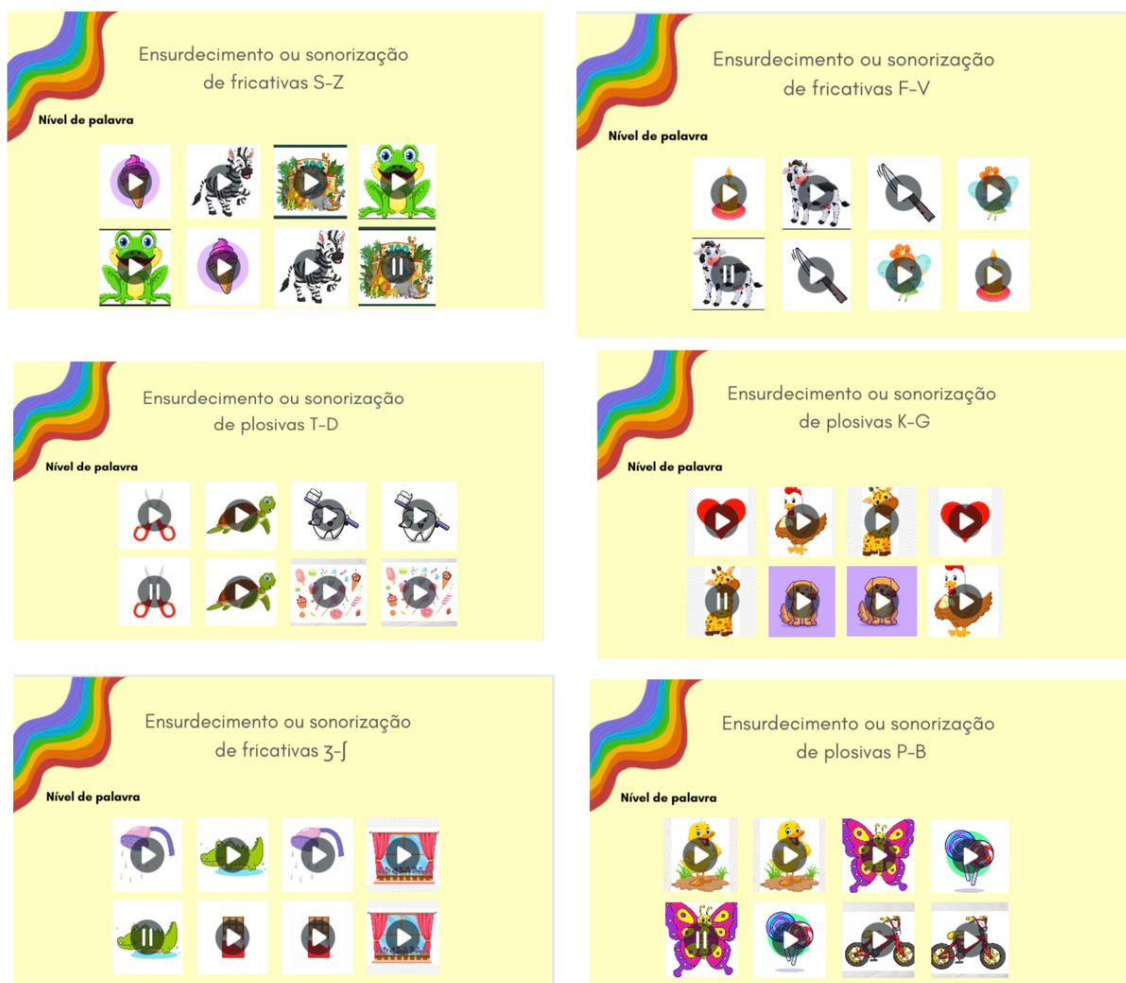 Ensurdecimento ou sonorização
de fricativas S-Z
Nível de palavra
Ensurdecimento ou sonorização
de fricativas F-V
Nível de palavra
Ensurdecimento ou sonorização
de plosivas T-D
Nível de palavra
Ensurdecimento ou sonorização
de plosivas K-G
Nível de palavra
Ensurdecimento ou sonorização
de fricativas ʒ-ʃ
Nível de palavra
Ensurdecimento ou sonorização
de plosivas P-B
Nível de palavra